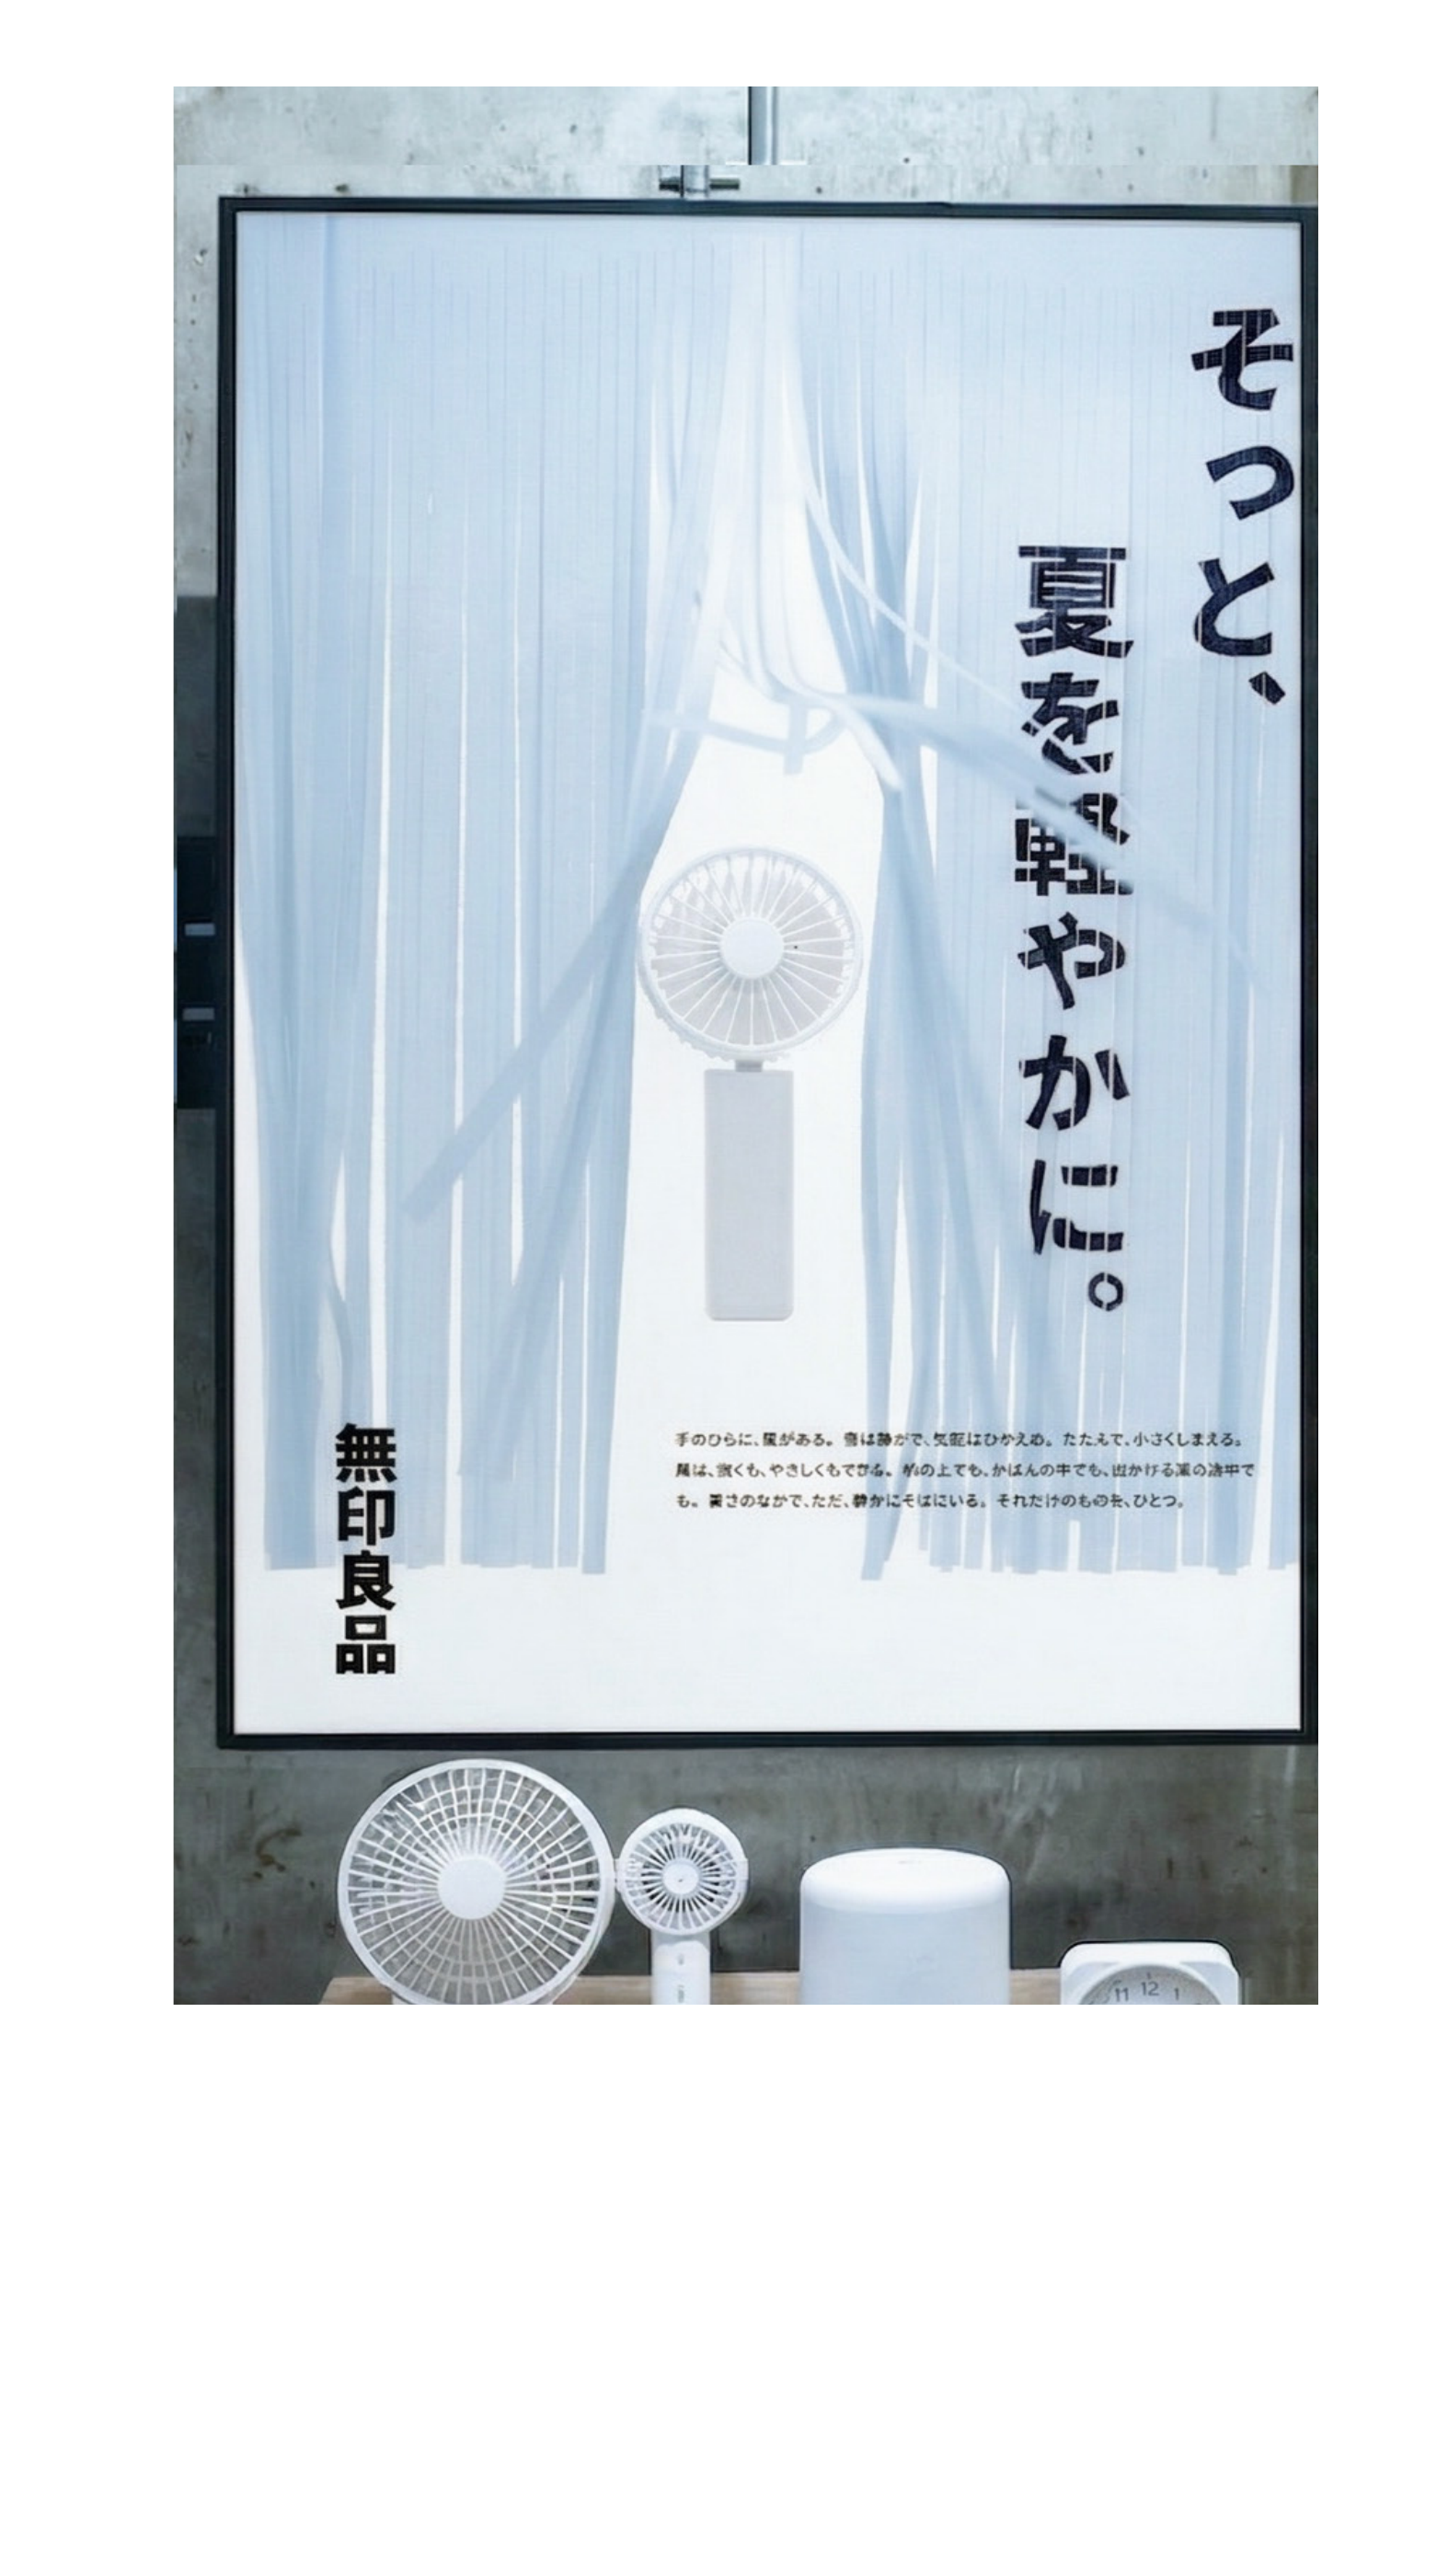 そっと、
夏を軽やかに。
手のひらに、風がある。音は静かで、気配はひかえめ。たたんで、小さくしまえる。
風は、強くも、やさしくもできる。机の上でも、かばんの中でも、出かける夏の途中で
も。暑さのなかで、ただ、静かにそばにいる。それだけのものを、ひとつ。
無印良品
11 12 1